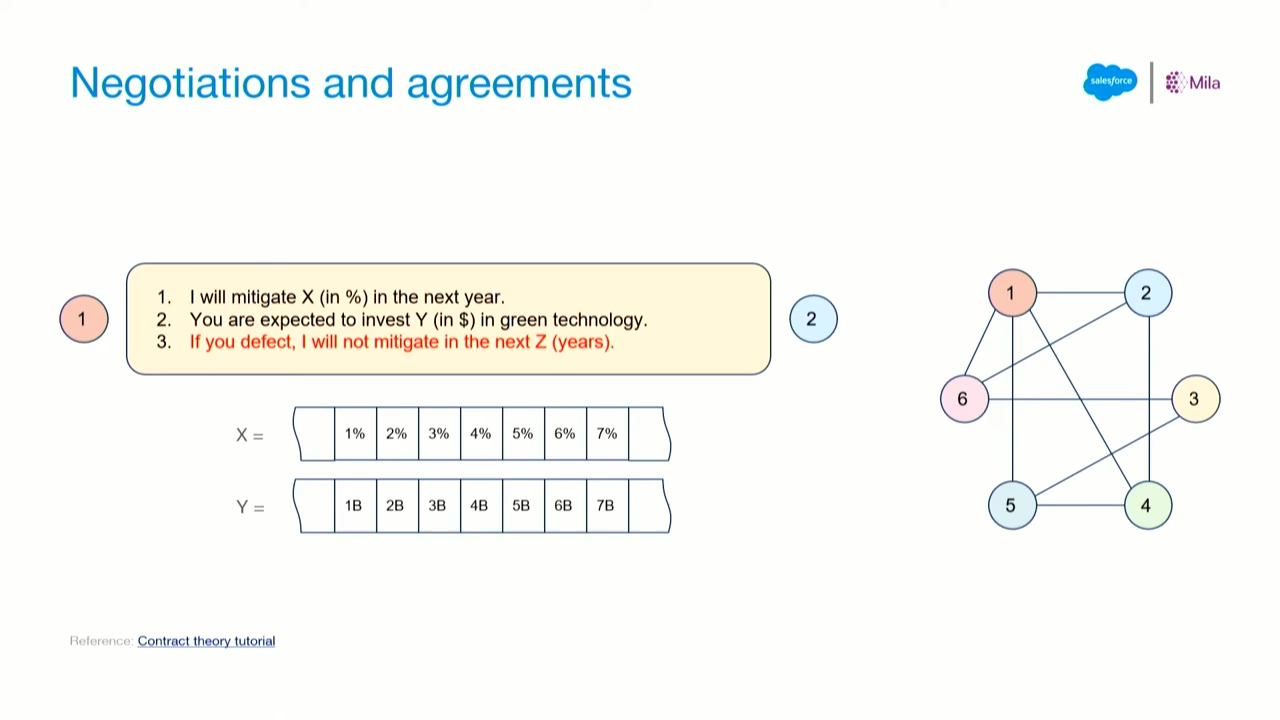 Negotiations and agreements
salesforce
Mila
1
1. I will mitigate X (in %) in the next year.
2. You are expected to invest Y (in $) in green technology.
3. If you defect, I will not mitigate in the next Z (years).
2
X = 1% 2% 3% 4% 5% 6% 7%
Y = 1B 2B 3B 4B 5B 6B 7B
1 2
6 3
5 4
Reference: Contract theory tutorial